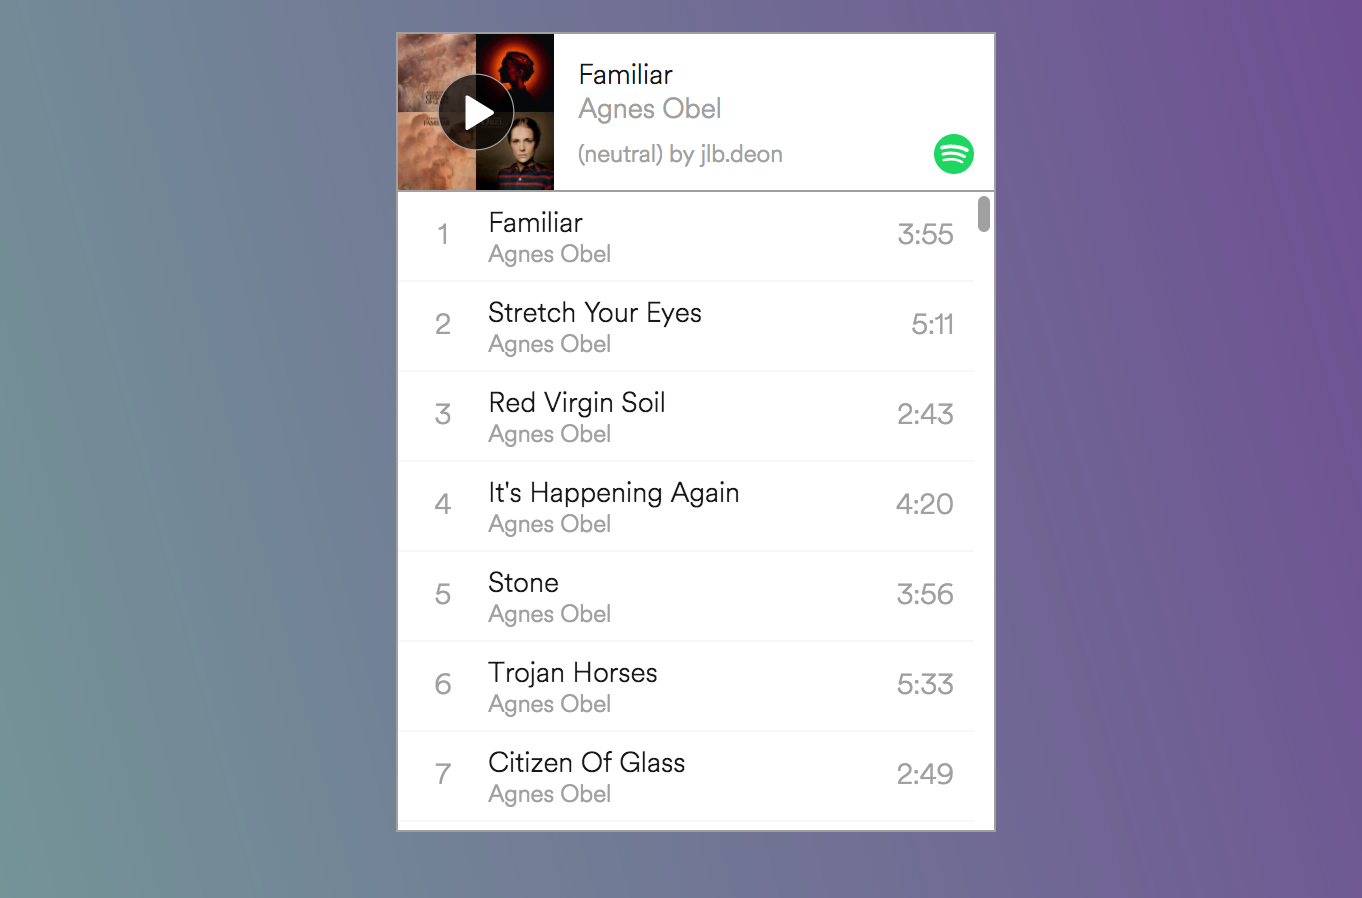 Familiar
Agnes Obel
(neutral) by jlb.deon
1 Familiar 3:55
Agnes Obel
2 Stretch Your Eyes 5:11
Agnes Obel
3 Red Virgin Soil 2:43
Agnes Obel
4 It's Happening Again 4:20
Agnes Obel
5 Stone 3:56
Agnes Obel
6 Trojan Horses 5:33
Agnes Obel
7 Citizen Of Glass 2:49
Agnes Obel